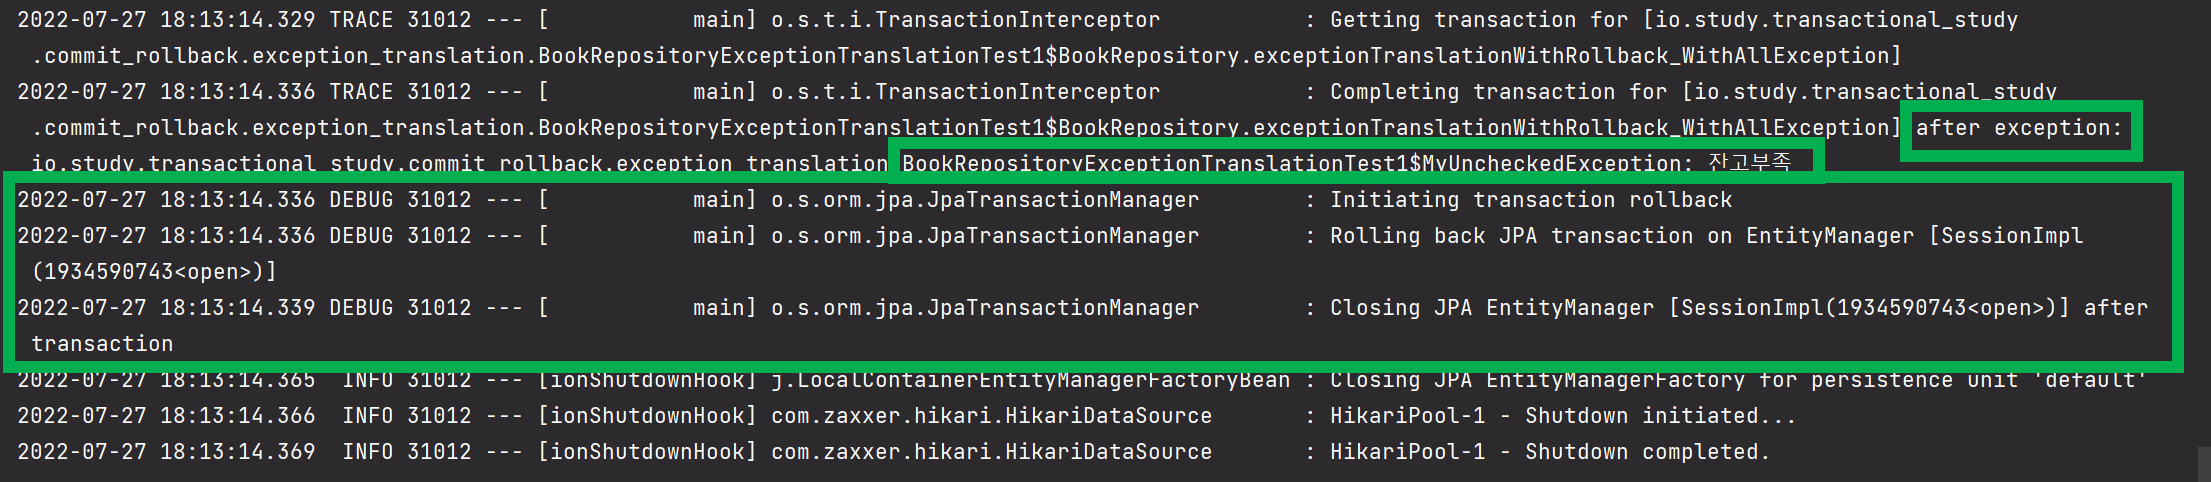 2022-07-27 18:13:14.329 TRACE 31012 --- [           main] o.s.t.i.TransactionInterceptor           : Getting transaction for [io.study.transactional_study
.commit_rollback.exception_translation.BookRepositoryExceptionTranslationTest1$BookRepository.exceptionTranslationWithRollback_WithAllException]
2022-07-27 18:13:14.336 TRACE 31012 --- [           main] o.s.t.i.TransactionInterceptor           : Completing transaction for [io.study.transactional_study
.commit_rollback.exception_translation.BookRepositoryExceptionTranslationTest1$BookRepository.exceptionTranslationWithRollback_WithAllException] after exception:
io.study.transactional_study.commit_rollback.exception_translation.BookRepositoryExceptionTranslationTest1$MyUncheckedException: 잔고부족
2022-07-27 18:13:14.336 DEBUG 31012 --- [           main] o.s.orm.jpa.JpaTransactionManager        : Initiating transaction rollback
2022-07-27 18:13:14.336 DEBUG 31012 --- [           main] o.s.orm.jpa.JpaTransactionManager        : Rolling back JPA transaction on EntityManager [SessionImpl
(1934590743<open>)]
2022-07-27 18:13:14.339 DEBUG 31012 --- [           main] o.s.orm.jpa.JpaTransactionManager        : Closing JPA EntityManager [SessionImpl(1934590743<open>)] after
transaction
2022-07-27 18:13:14.365  INFO 31012 --- [ionShutdownHook] j.LocalContainerEntityManagerFactoryBean : Closing JPA EntityManagerFactory for persistence unit 'default'
2022-07-27 18:13:14.366  INFO 31012 --- [ionShutdownHook] com.zaxxer.hikari.HikariDataSource       : HikariPool-1 - Shutdown initiated...
2022-07-27 18:13:14.369  INFO 31012 --- [ionShutdownHook] com.zaxxer.hikari.HikariDataSource       : HikariPool-1 - Shutdown completed.